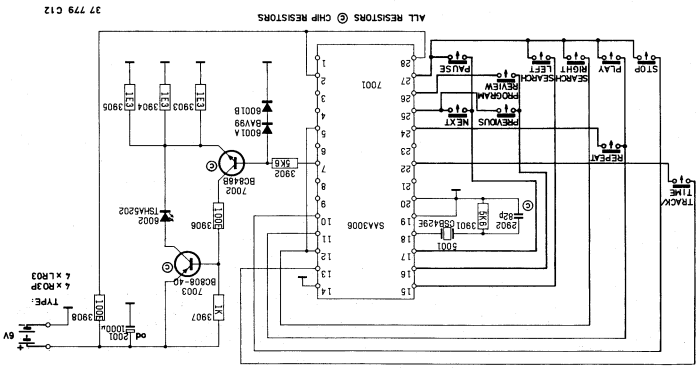 37 779 C12
ALL RESISTORS © CHIP RESISTORS
1
2
3
4
5
6
7
8
9
10
11
12
13
14
28
27
26
25
24
23
22
21
20
19
18
17
16
15
7001
SAA3006
PAUSE
PROGRAM
REVIEW
NEXT
PREVIOUS
SEARCH
LEFT
SEARCH
RIGHT
PLAY
STOP
REPEAT
TRACK/
TIME
3905
1E3
3904
1E3
3903
1E3
6001B
BAV99
6001A
3902
5K6
©
7002
BC848B
6002
TSHA5202
3906
100E
©
7003
BC808-40
3907
1K
3908
100E
2001
1000µ
TYPE:
4 x R03P
4 x LR03
6V
+
5001
CSB429E
3901
5K6
2902
82p
©